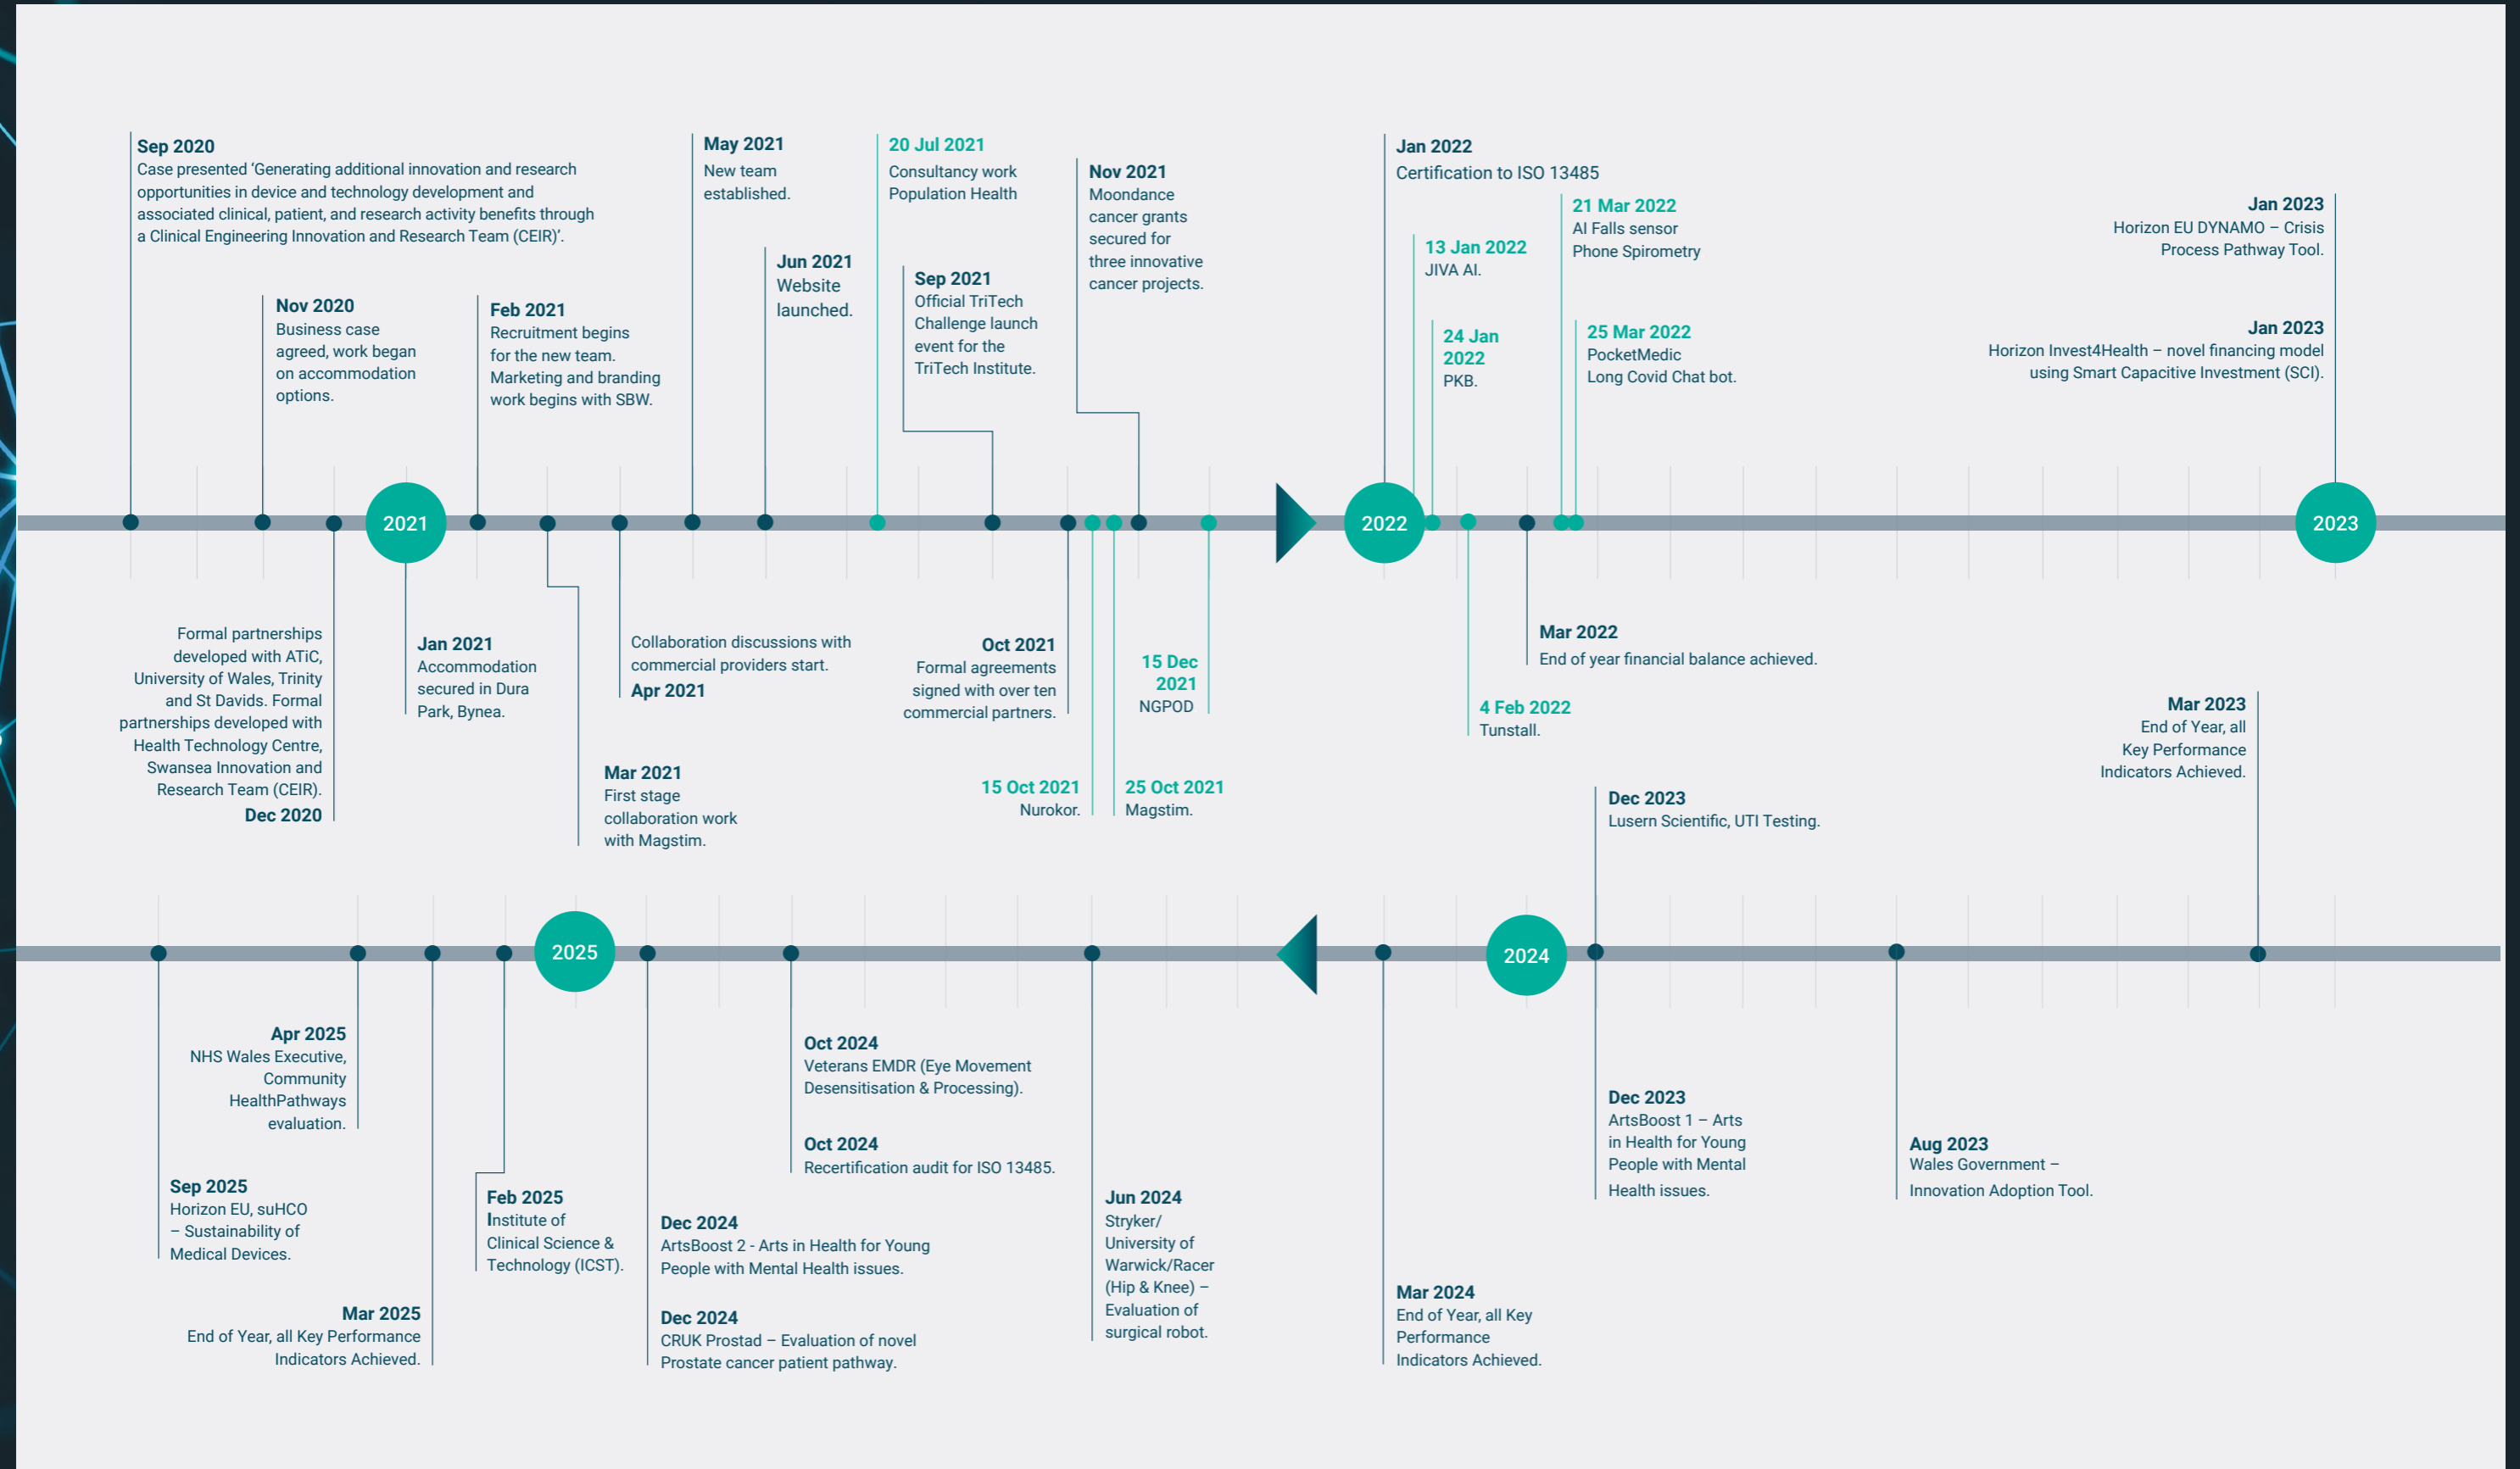 Sep 2020
Case presented ‘Generating additional innovation and research
opportunities in device and technology development and
associated clinical, patient, and research activity benefits through
a Clinical Engineering Innovation and Research Team (CEIR)’.
Nov 2020
Business case
agreed, work began
on accommodation
options.
Feb 2021
Recruitment begins
for the new team.
Marketing and branding
work begins with SBW.
May 2021
New team
established.
Jun 2021
Website
launched.
20 Jul 2021
Consultancy work
Population Health
Sep 2021
Official TriTech
Challenge launch
event for the
TriTech Institute.
Nov 2021
Moondance
cancer grants
secured for
three innovative
cancer projects.
Jan 2022
Certification to ISO 13485
13 Jan 2022
JIVA AI.
24 Jan
2022
PKB.
21 Mar 2022
AI Falls sensor
Phone Spirometry
25 Mar 2022
PocketMedic
Long Covid Chat bot.
Jan 2023
Horizon EU DYNAMO – Crisis
Process Pathway Tool.
Jan 2023
Horizon Invest4Health – novel financing model
using Smart Capacitive Investment (SCI).
2021
2022
2023
Formal partnerships
developed with ATiC,
University of Wales, Trinity
and St Davids. Formal
partnerships developed with
Health Technology Centre,
Swansea Innovation and
Research Team (CEIR).
Dec 2020
Jan 2021
Accommodation
secured in Dura
Park, Bynea.
Mar 2021
First stage
collaboration work
with Magstim.
Collaboration discussions with
commercial providers start.
Apr 2021
Oct 2021
Formal agreements
signed with over ten
commercial partners.
15 Oct 2021
Nurokor.
25 Oct 2021
Magstim.
15 Dec
2021
NGPOD
4 Feb 2022
Tunstall.
Mar 2022
End of year financial balance achieved.
Mar 2023
End of Year, all
Key Performance
Indicators Achieved.
Dec 2023
Lusern Scientific, UTI Testing.
2025
2024
Apr 2025
NHS Wales Executive,
Community
HealthPathways
evaluation.
Sep 2025
Horizon EU, suHCO
– Sustainability of
Medical Devices.
Mar 2025
End of Year, all Key Performance
Indicators Achieved.
Feb 2025
Institute of
Clinical Science &
Technology (ICST).
Dec 2024
ArtsBoost 2 - Arts in Health for Young
People with Mental Health issues.
Dec 2024
CRUK Prostad – Evaluation of novel
Prostate cancer patient pathway.
Oct 2024
Veterans EMDR (Eye Movement
Desensitisation & Processing).
Oct 2024
Recertification audit for ISO 13485.
Jun 2024
Stryker/
University of
Warwick/Racer
(Hip & Knee) –
Evaluation of
surgical robot.
Mar 2024
End of Year, all Key
Performance
Indicators Achieved.
Dec 2023
ArtsBoost 1 – Arts
in Health for Young
People with Mental
Health issues.
Aug 2023
Wales Government –
Innovation Adoption Tool.